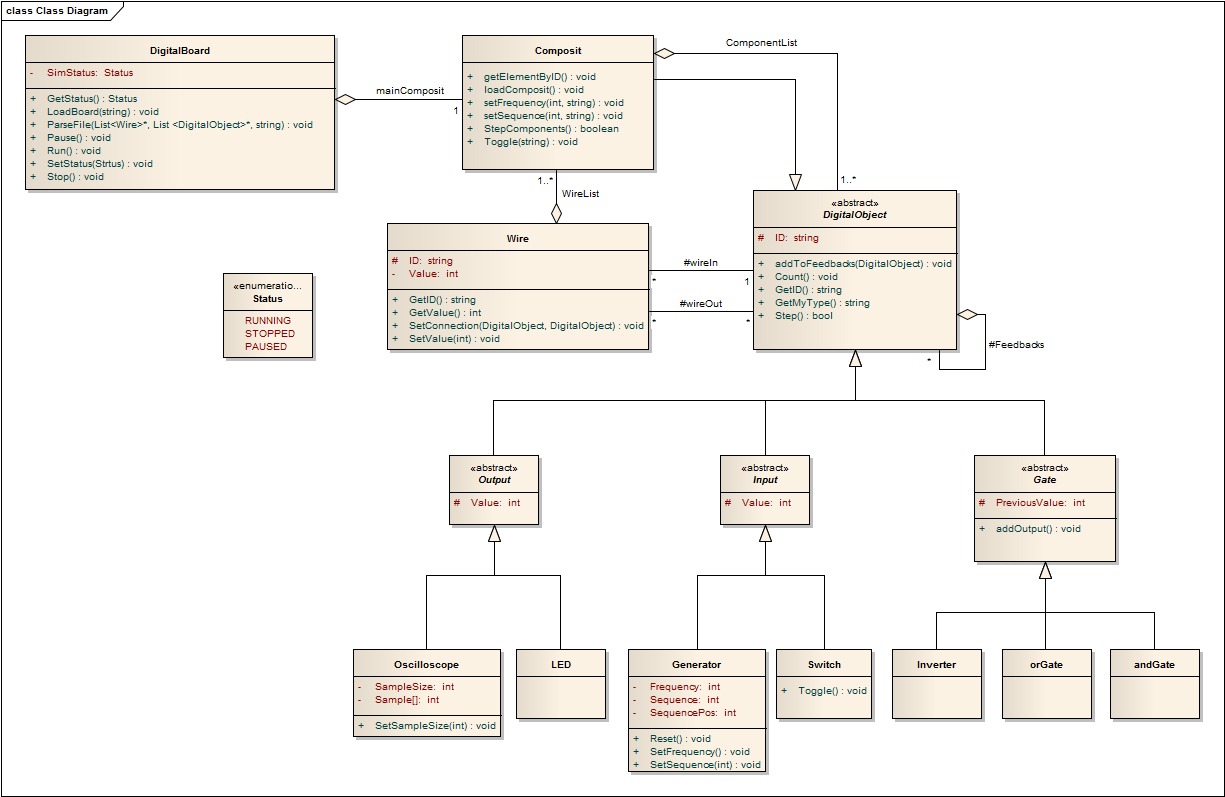 class Class Diagram
DigitalBoard
- SimStatus: Status
+ GetStatus() : Status
+ LoadBoard(string) : void
+ ParseFile(List<Wire>*, List <DigitalObject>*, string) : void
+ Pause() : void
+ Run() : void
+ SetStatus(Strtus) : void
+ Stop() : void
mainComposit
1
Composit
+ getElementByID() : void
+ loadComposit() : void
+ setFrequency(int, string) : void
+ setSequence(int, string) : void
+ StepComponents() : boolean
+ Toggle(string) : void
ComponentList
1..*
1..*
WireList
Wire
# ID: string
- Value: int
+ GetID() : string
+ GetValue() : int
+ SetConnection(DigitalObject, DigitalObject) : void
+ SetValue(int) : void
#wireIn
*
1
#wireOut
*
*
«abstract»
DigitalObject
# ID: string
+ addToFeedbacks(DigitalObject) : void
+ Count() : void
+ GetID() : string
+ GetMyType() : string
+ Step() : bool
#Feedbacks
*
«enumeratio...
Status
RUNNING
STOPPED
PAUSED
«abstract»
Output
# Value: int
«abstract»
Input
# Value: int
«abstract»
Gate
# PreviousValue: int
+ addOutput() : void
Oscilloscope
- SampleSize: int
- Sample[]: int
+ SetSampleSize(int) : void
LED
Generator
- Frequency: int
- Sequence: int
- SequencePos: int
+ Reset() : void
+ SetFrequency() : void
+ SetSequence(int) : void
Switch
+ Toggle() : void
Inverter
orGate
andGate